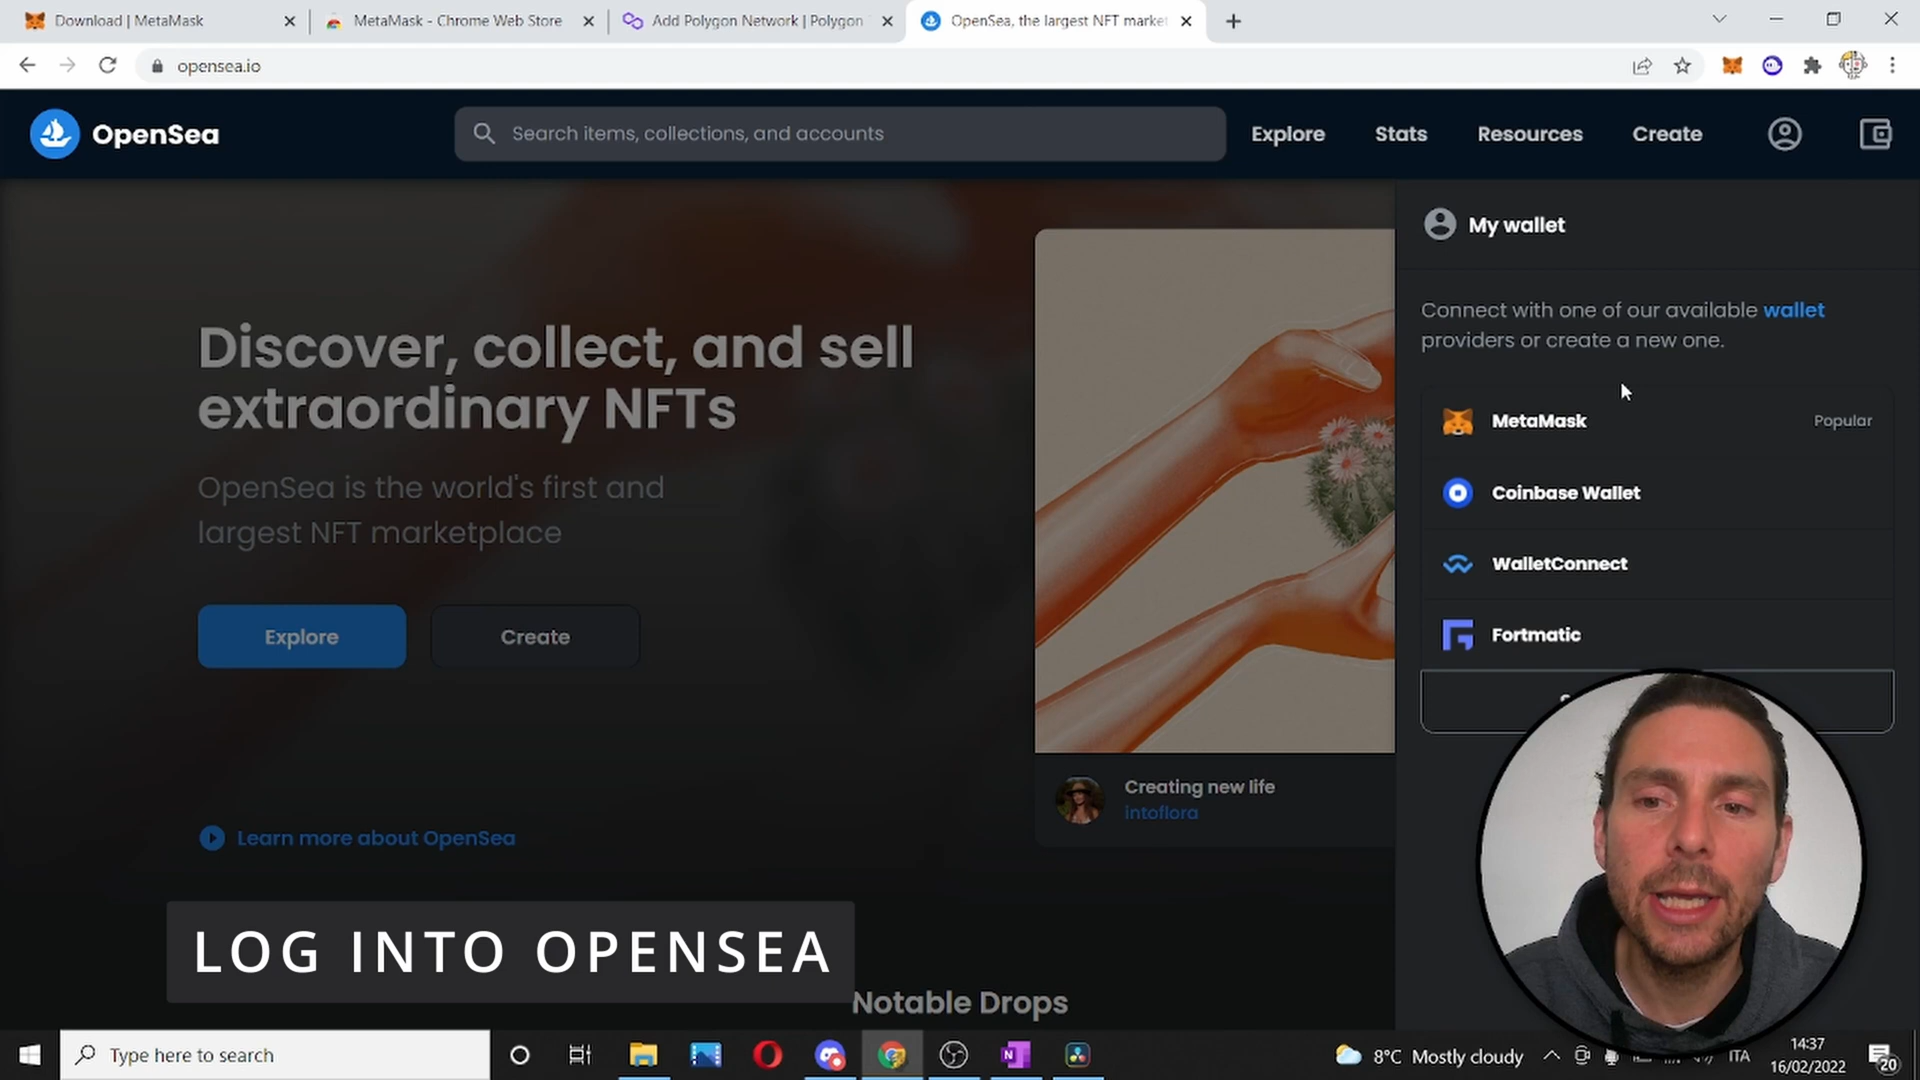 Download | MetaMask
MetaMask - Chrome Web Store
Add Polygon Network | Polygon
OpenSea, the largest NFT market
opensea.io
OpenSea
Search items, collections, and accounts
Explore
Stats
Resources
Create
My wallet
Connect with one of our available wallet
providers or create a new one.
MetaMask
Popular
Coinbase Wallet
WalletConnect
Fortmatic
Discover, collect, and sell
extraordinary NFTs
OpenSea is the world's first and
largest NFT marketplace
Explore
Create
Creating new life
intoflora
Learn more about OpenSea
LOG INTO OPENSEA
Notable Drops
Type here to search
8°C Mostly cloudy
ITA
14:37
16/02/2022
20